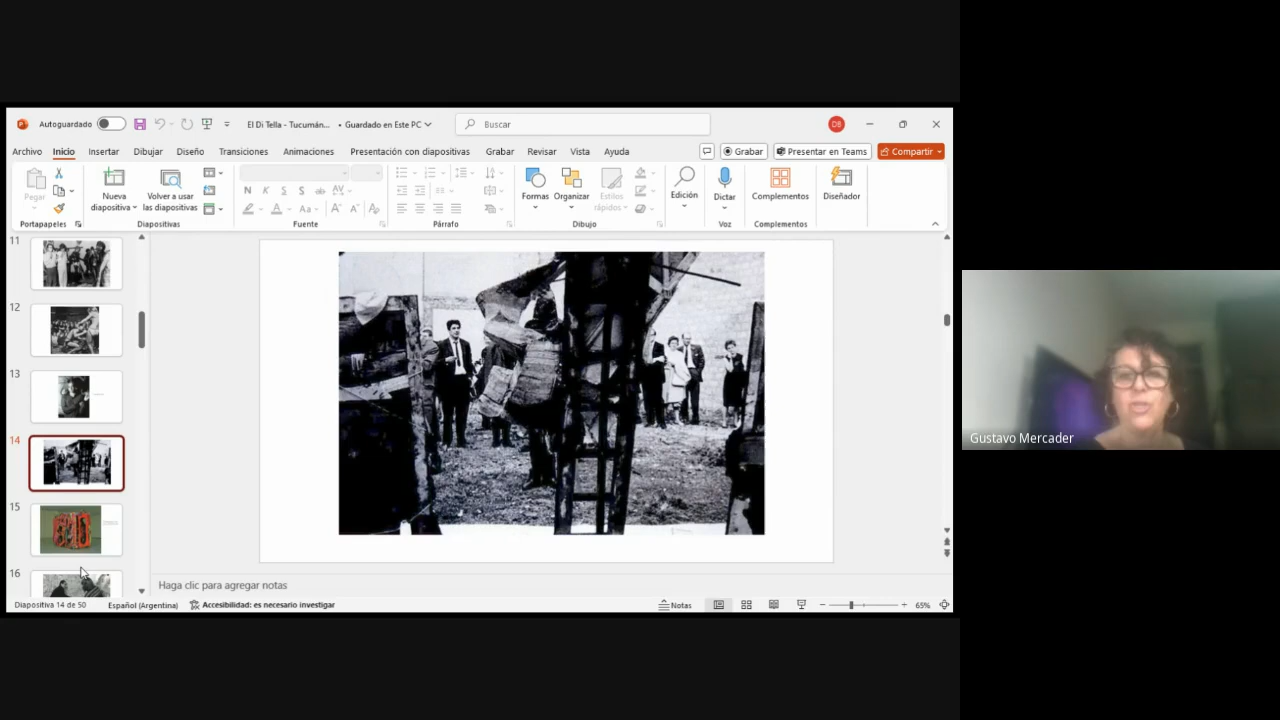 Autoguardado
El Di Tella - Tucumán... • Guardado en Este PC
Buscar
DB
Archivo Inicio Insertar Dibujar Diseño Transiciones Animaciones Presentación con diapositivas Grabar Revisar Vista Ayuda
Grabar Presentar en Teams Compartir
Pegar
Nueva diapositiva
Volver a usar las diapositivas
N K S S ab AV
A Aa A A A
Formas Organizar Estilos rápidos
Edición
Dictar
Complementos
Diseñador
Portapapeles Diapositivas Fuente Párrafo Dibujo Voz Complementos
11
12
13
14
15
16
Haga clic para agregar notas
Diapositiva 14 de 50 Español (Argentina) Accesibilidad: es necesario investigar Notas 65%
Gustavo Mercader